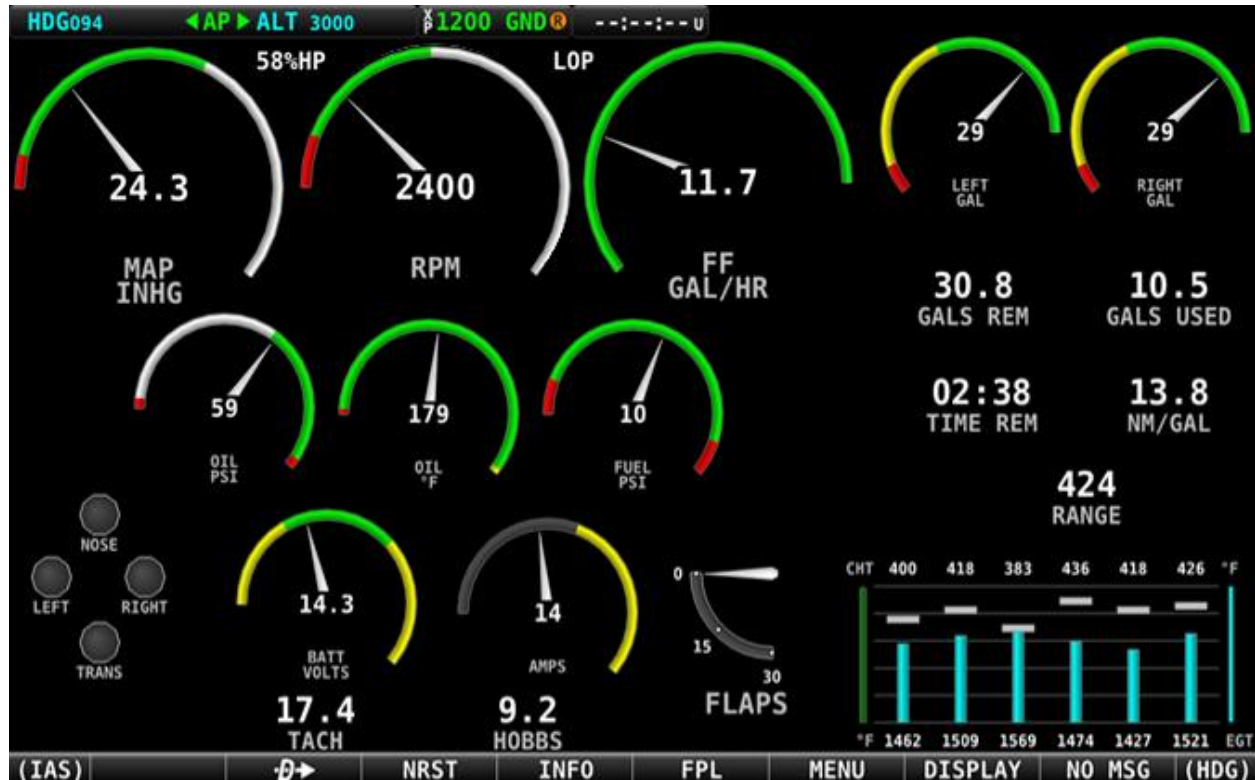 HDG094 ◀AP▶ ALT 3000 XP 1200 GND R --:--:-- U
58%HP LOP
24.3 2400 11.7 29 29
LEFT GAL RIGHT GAL
MAP INHG RPM FF GAL/HR
30.8 10.5
GALS REM GALS USED
59 179 10 02:38 13.8
TIME REM NM/GAL
OIL PSI OIL °F FUEL PSI
424
RANGE
NOSE
LEFT RIGHT
TRANS
14.3 14
BATT VOLTS AMPS
0
15
30
FLAPS
CHT 400 418 383 436 418 426 °F
°F 1462 1509 1569 1474 1427 1521 EGT
17.4 9.2
TACH HOBBS
(IAS) D NRST INFO FPL MENU DISPLAY NO MSG (HDG)